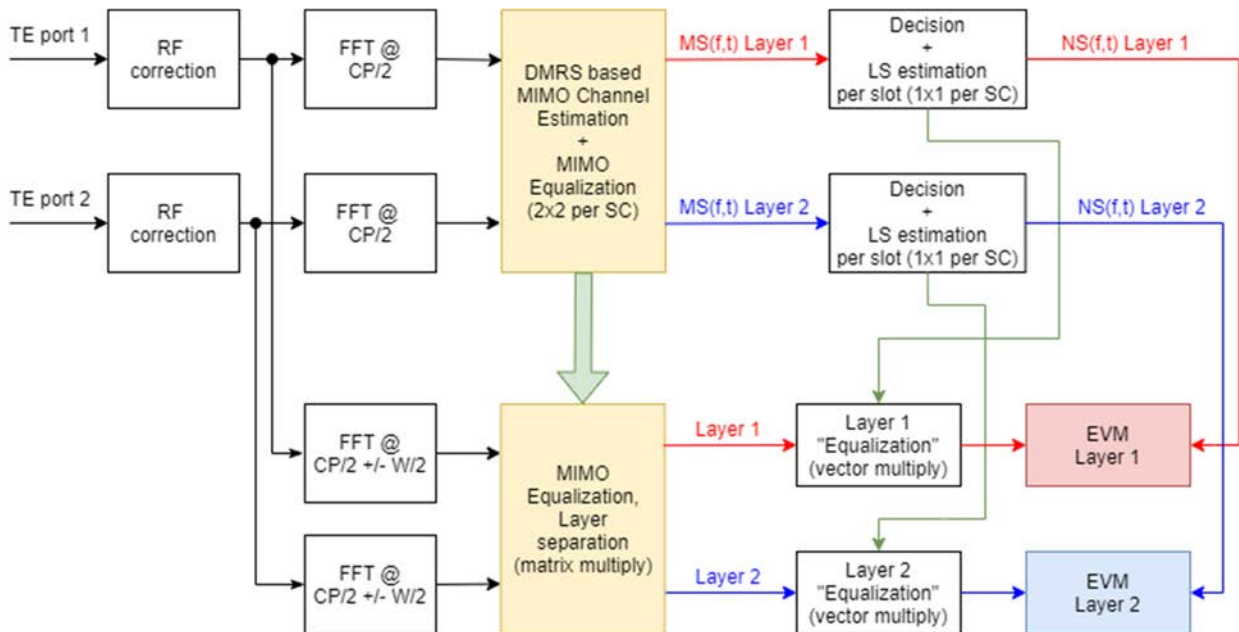 TE port 1
RF
correction
FFT @
CP/2
DMRS based
MIMO Channel
Estimation
+
MIMO
Equalization
(2x2 per SC)
MS(f,t) Layer 1
Decision
+
LS estimation
per slot (1x1 per SC)
NS(f,t) Layer 1
TE port 2
RF
correction
FFT @
CP/2
MS(f,t) Layer 2
Decision
+
LS estimation
per slot (1x1 per SC)
NS(f,t) Layer 2
FFT @
CP/2 +/- W/2
MIMO
Equalization,
Layer
separation
(matrix multiply)
Layer 1
Layer 1
"Equalization"
(vector multiply)
EVM
Layer 1
FFT @
CP/2 +/- W/2
Layer 2
Layer 2
"Equalization"
(vector multiply)
EVM
Layer 2